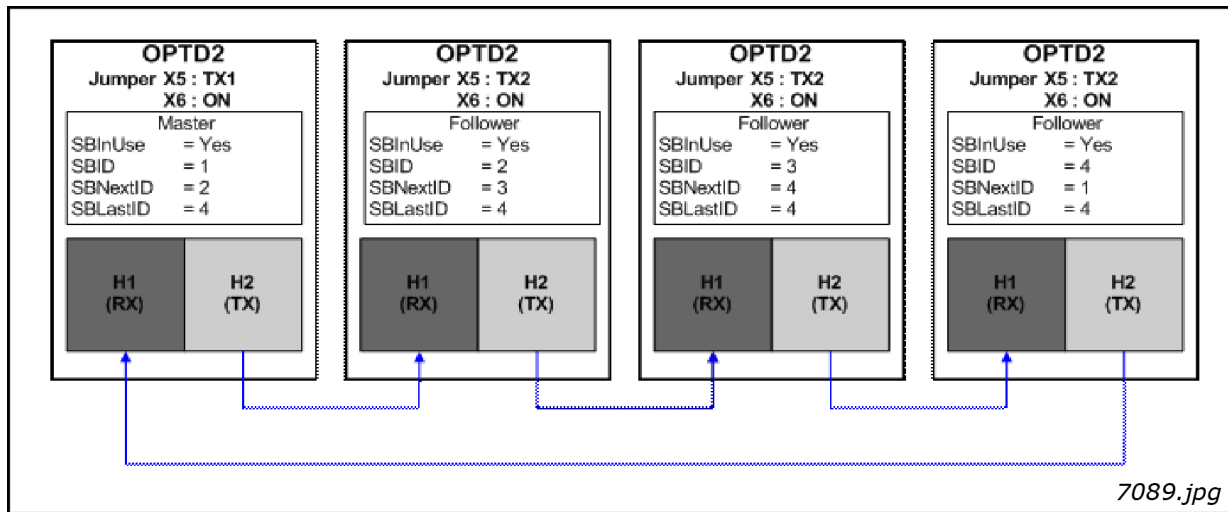 OPTD2
Jumper X5 : TX1
X6 : ON
Master
SBInUse = Yes
SBID = 1
SBNextID = 2
SBLastID = 4
H1
(RX)
H2
(TX)
OPTD2
Jumper X5 : TX2
X6 : ON
Follower
SBInUse = Yes
SBID = 2
SBNextID = 3
SBLastID = 4
H1
(RX)
H2
(TX)
OPTD2
Jumper X5 : TX2
X6 : ON
Follower
SBInUse = Yes
SBID = 3
SBNextID = 4
SBLastID = 4
H1
(RX)
H2
(TX)
OPTD2
Jumper X5 : TX2
X6 : ON
Follower
SBInUse = Yes
SBID = 4
SBNextID = 1
SBLastID = 4
H1
(RX)
H2
(TX)
7089.jpg